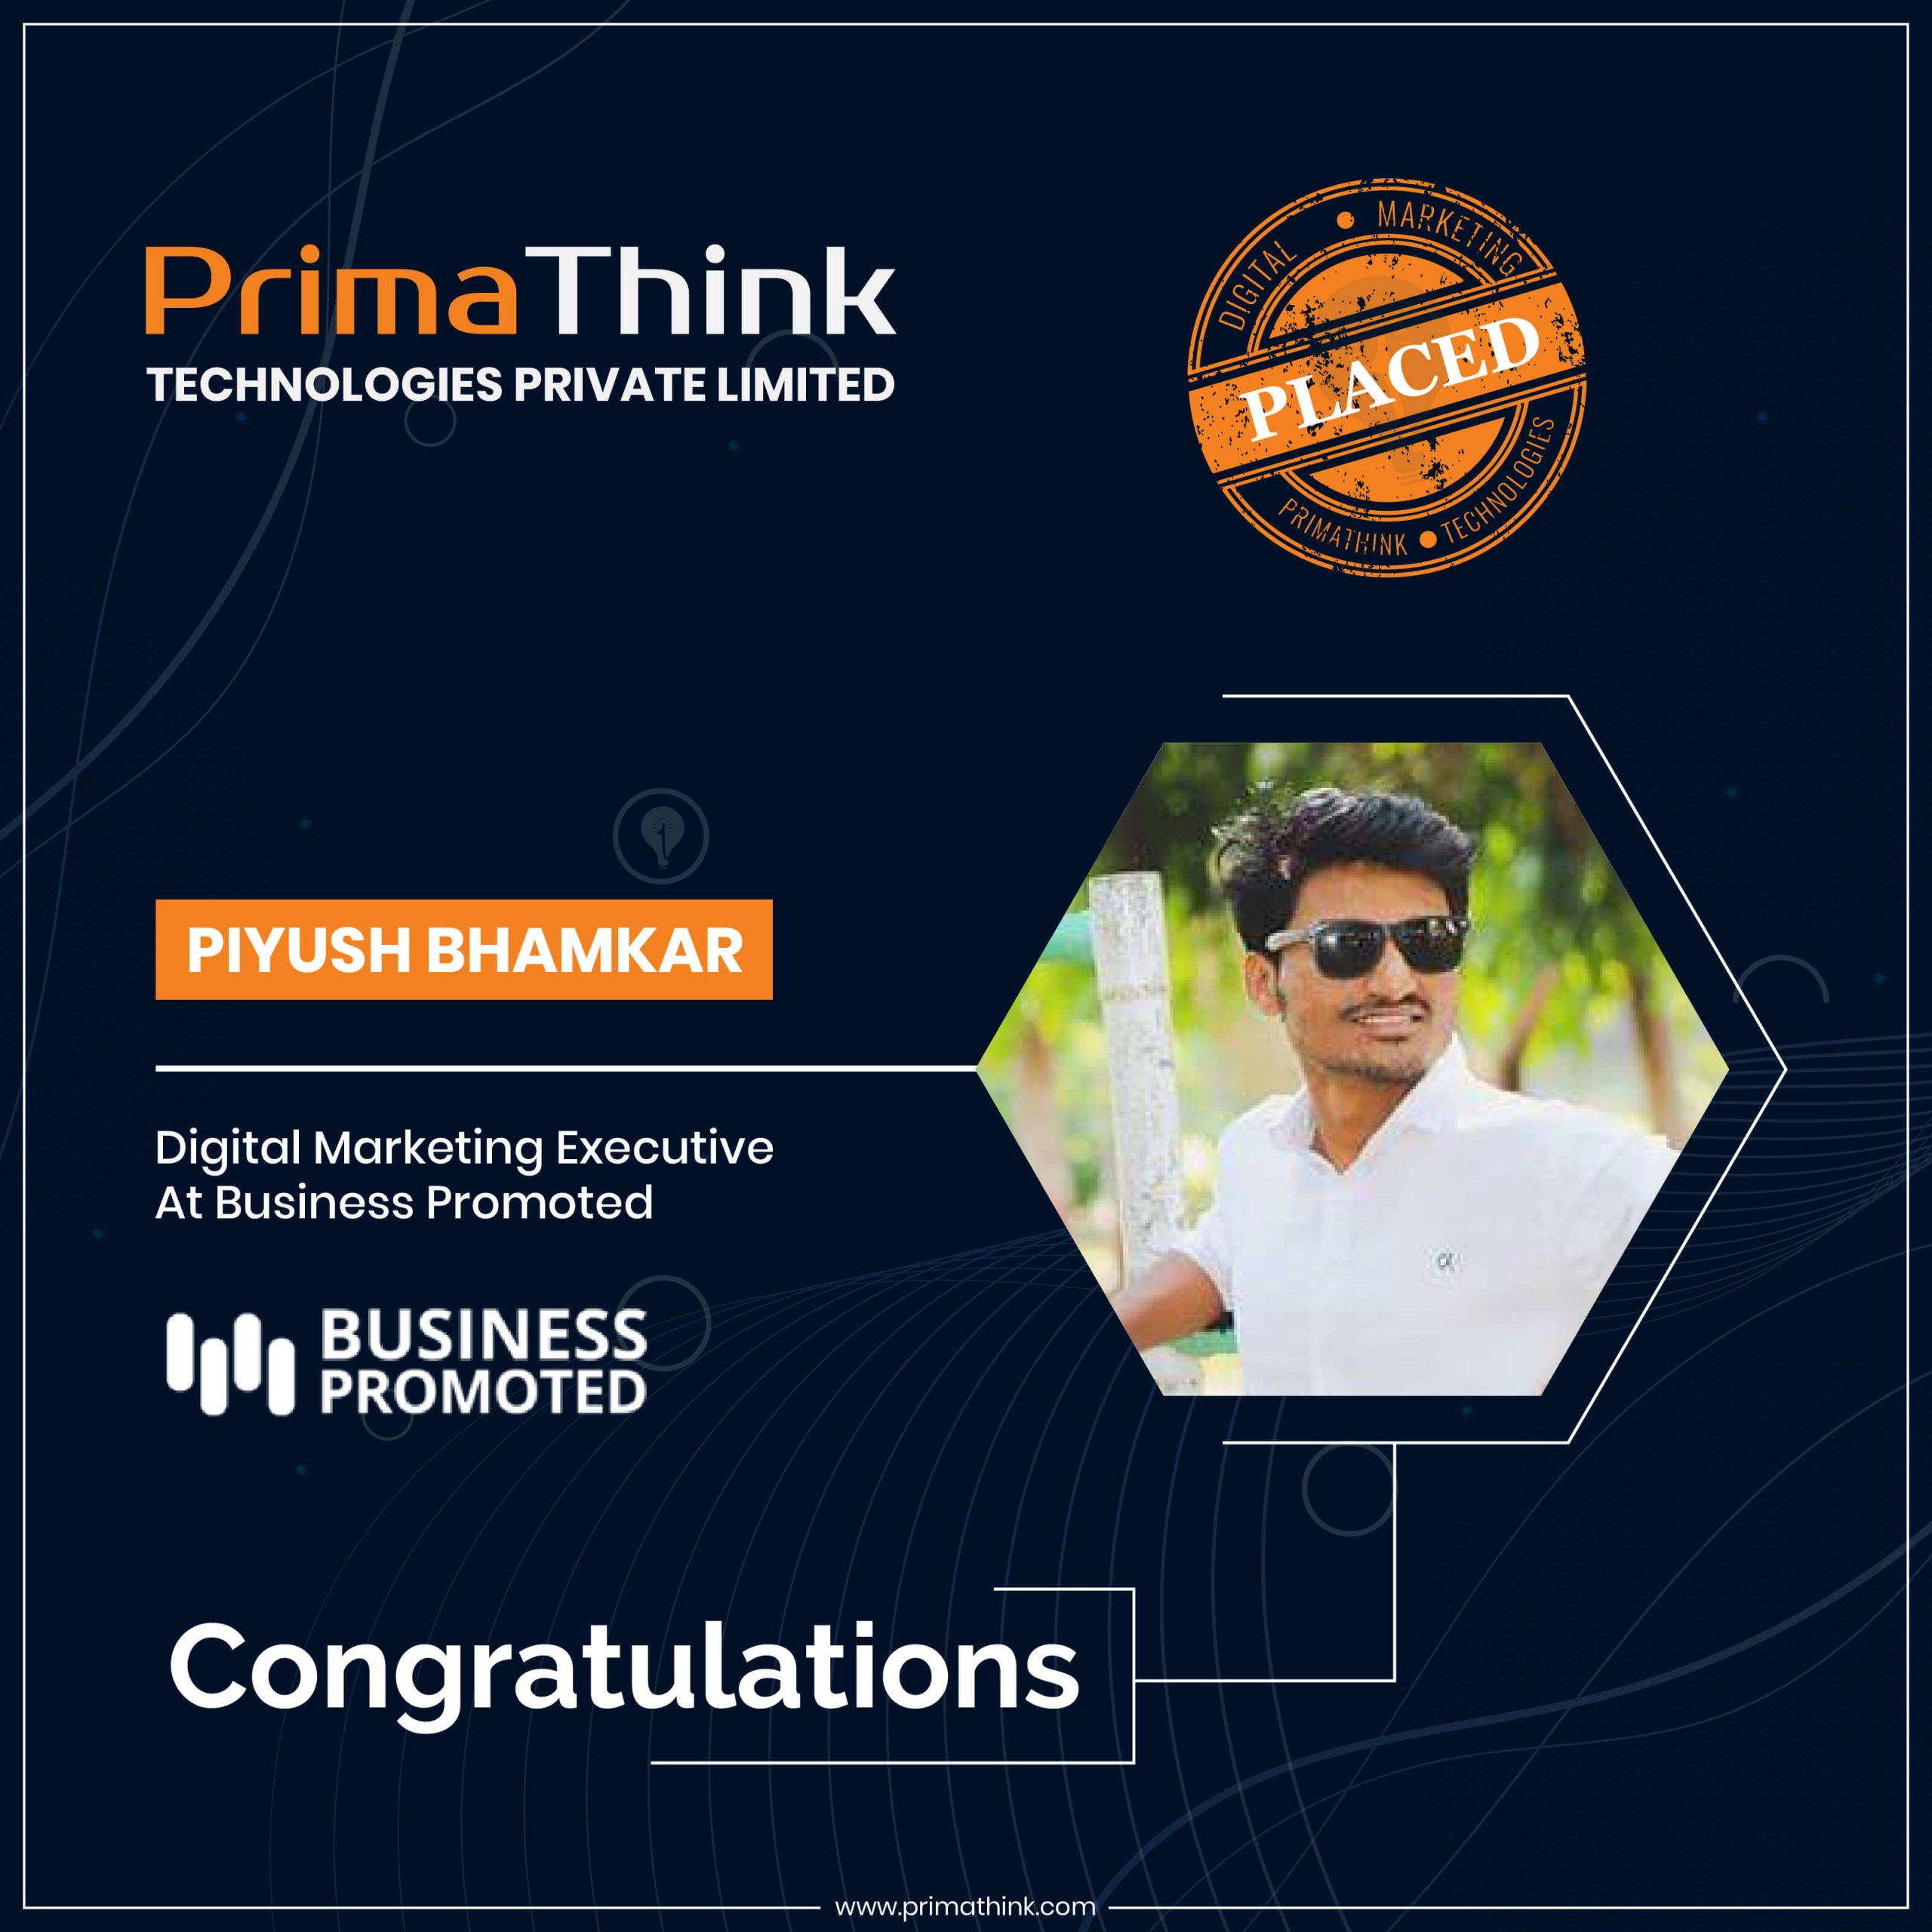 PrimaThink
TECHNOLOGIES PRIVATE LIMITED
DIGITAL • MARKETING
PLACED
PRIMATHINK • TECHNOLOGIES
PIYUSH BHAMKAR
Digital Marketing Executive
At Business Promoted
BUSINESS
PROMOTED
Congratulations
www.primathink.com